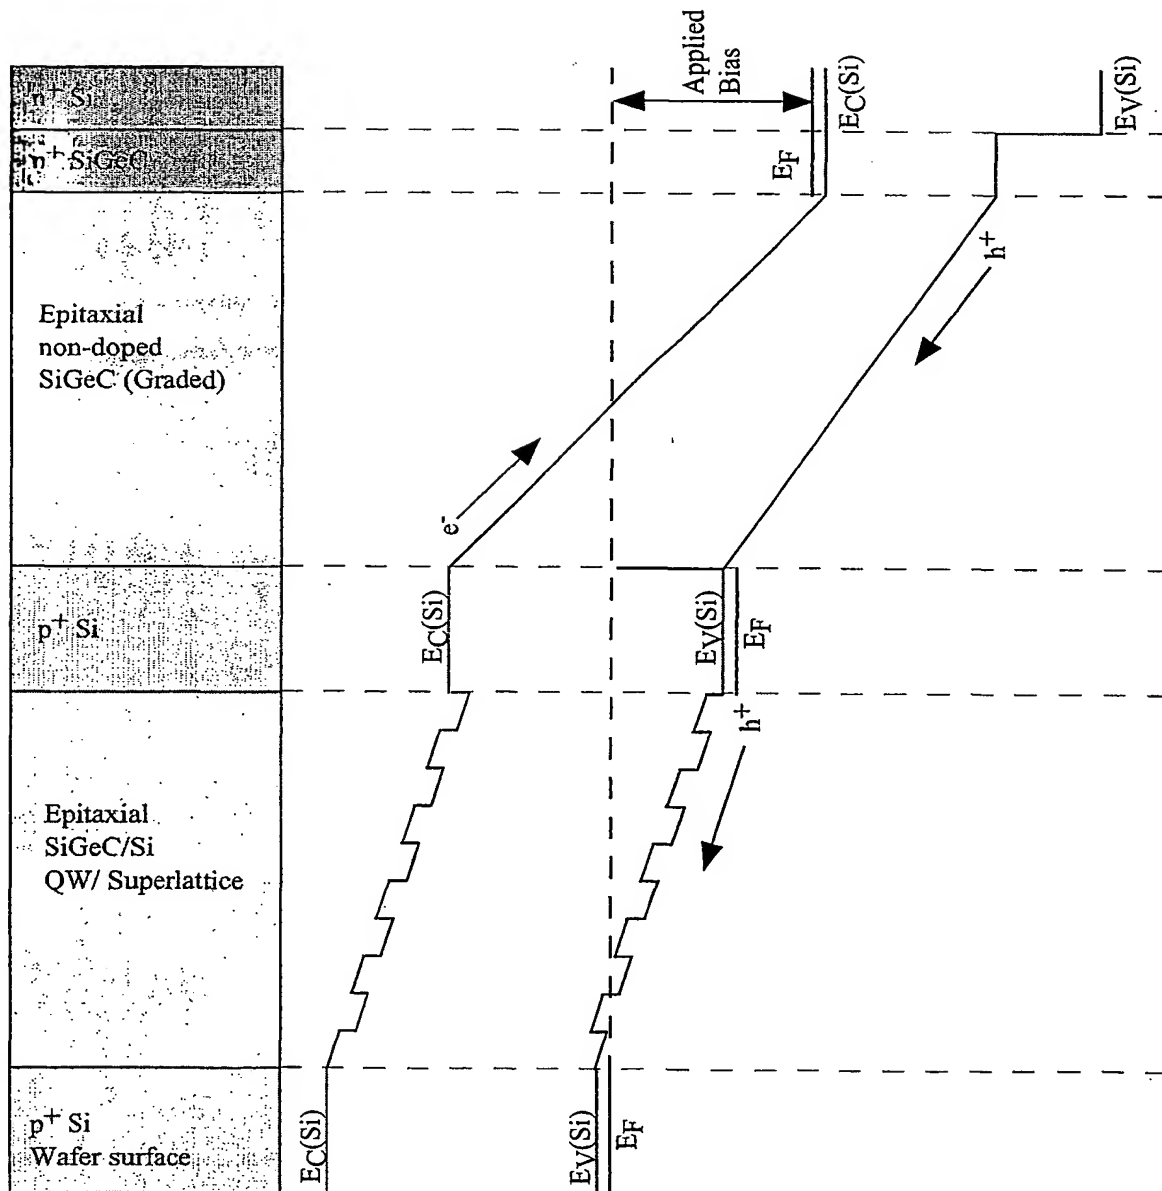 n+ Si
n+ SiGeC
Epitaxial
non-doped
SiGeC (Graded)
p+ Si
Epitaxial
SiGeC/Si
QW/ Superlattice
p+ Si
Wafer surface
Applied
Bias
EF
EC(Si)
EV(Si)
h+
e-
EC(Si)
EV(Si)
EF
h+
EC(Si)
EV(Si)
EF